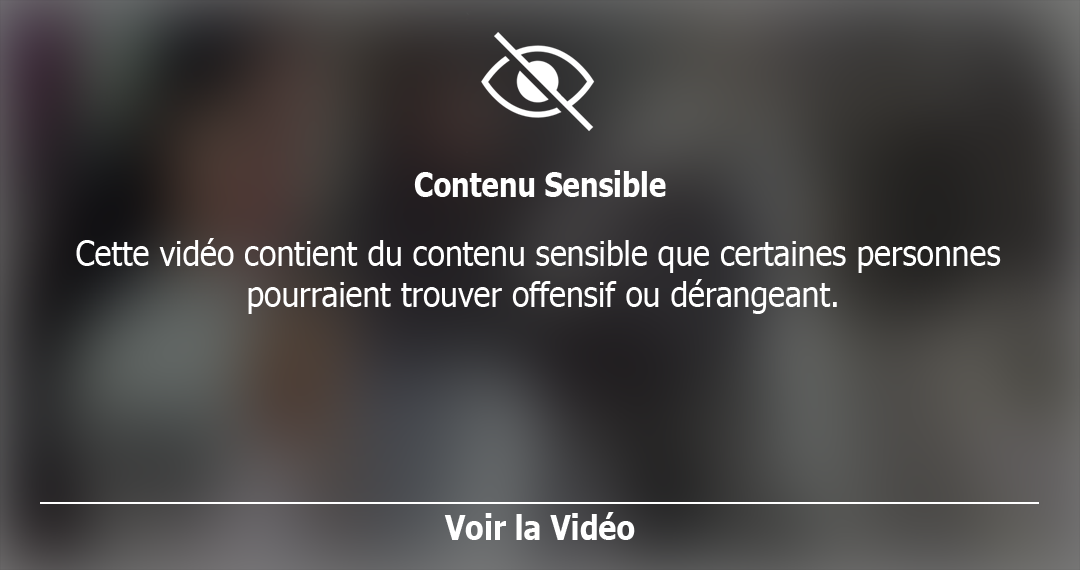 Contenu Sensible
Cette vidéo contient du contenu sensible que certaines personnes
pourraient trouver offensif ou dérangeant.
Voir la Vidéo